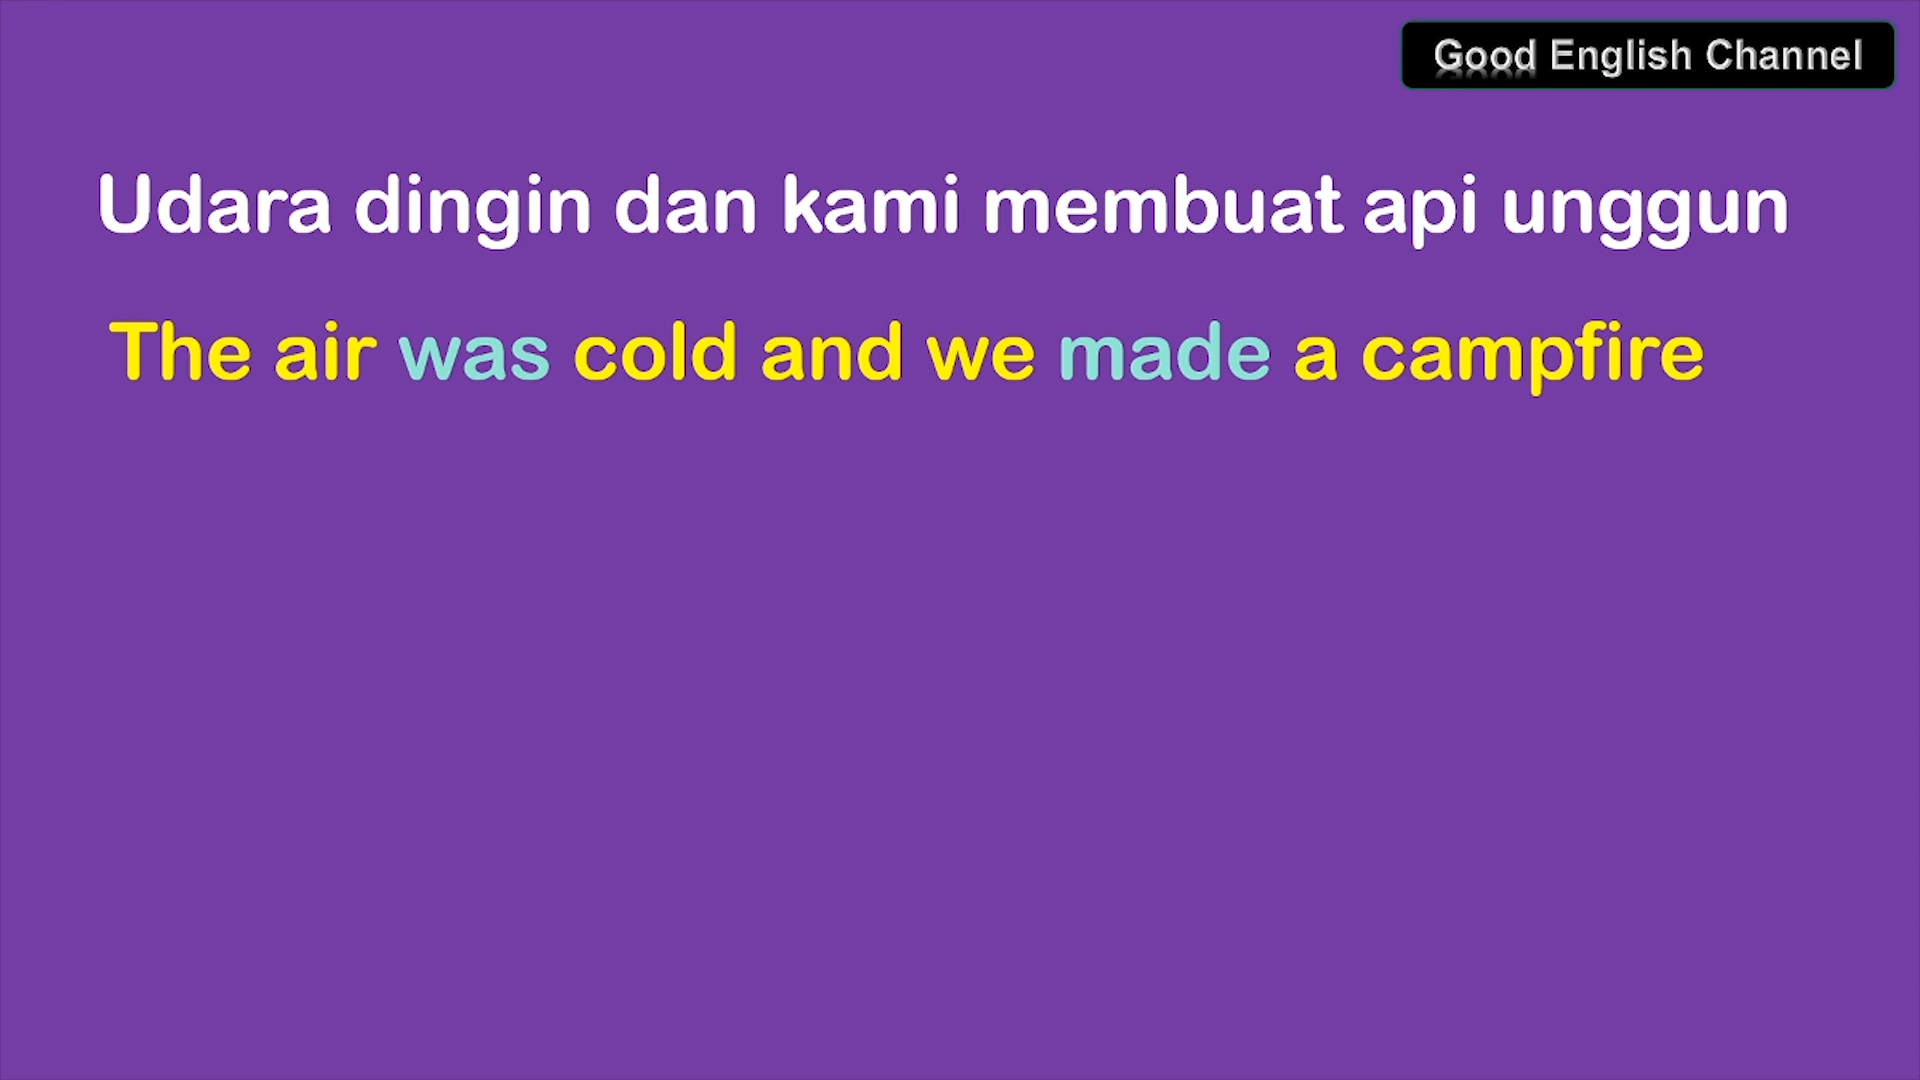 Good English Channel
Udara dingin dan kami membuat api unggun
The air was cold and we made a campfire